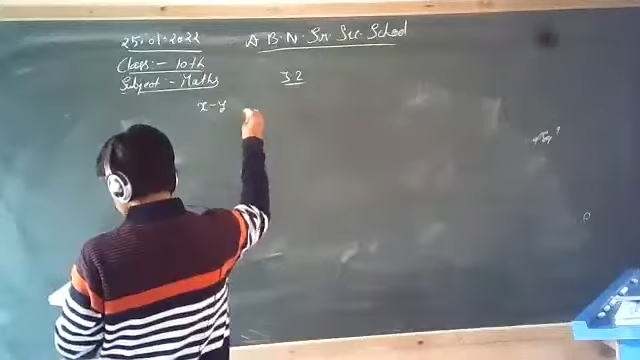 25.01.2022
A B.N. Sr. Sec. School
Class:- 10th
Subject:- Maths
3.2
x-y